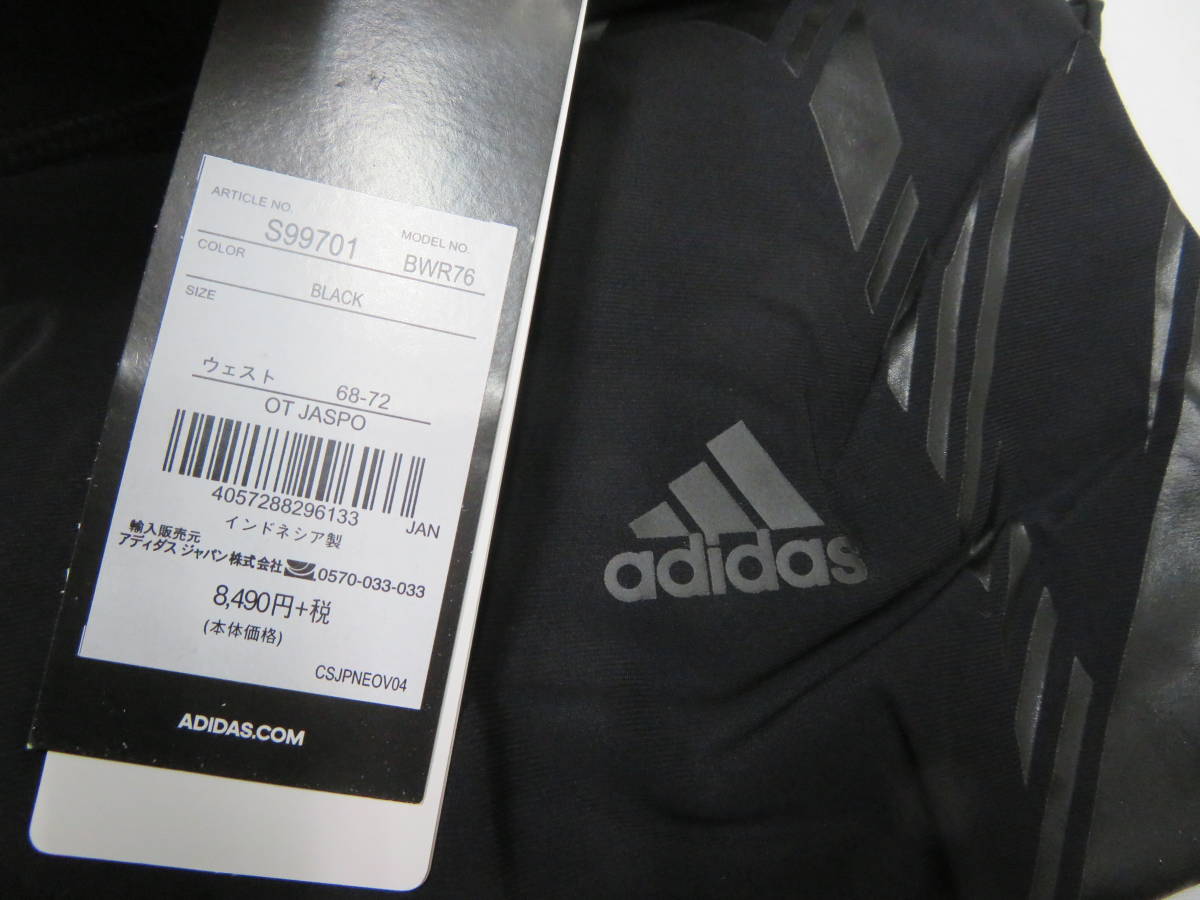 ARTICLE NO.
S99701
MODEL NO.
BWR76
COLOR
BLACK
SIZE
ウェスト 68-72
OT JASPO
4057288296133
JAN
インドネシア製
輸入販売元
アディダス ジャパン株式会社 0570-033-033
8,490円+税
(本体価格)
CSJPNEOV04
ADIDAS.COM
adidas